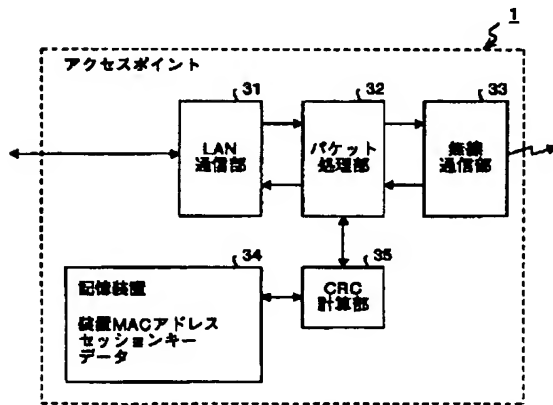 1
アクセスポイント
31
32
33
LAN
通信部
パケット
処理部
無線
通信部
34
35
記憶装置
装置MACアドレス
セッションキー
データ
CRC
計算部